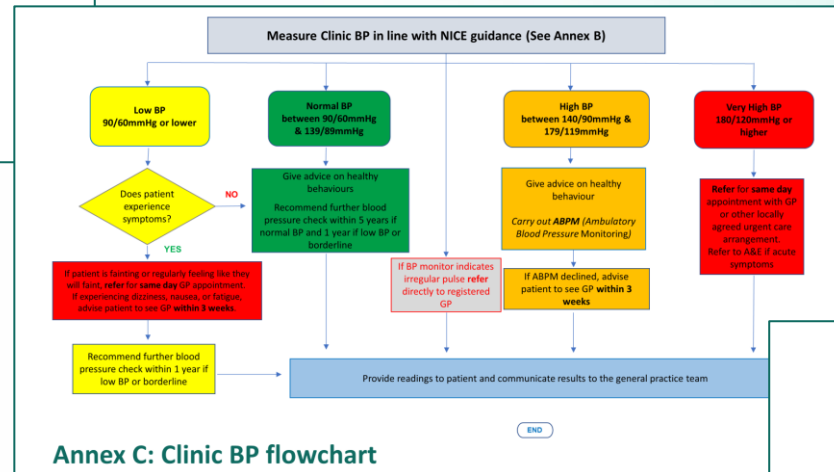 Measure Clinic BP in line with NICE guidance (See Annex B)
Low BP
90/60mmHg or lower
Normal BP
between 90/60mmHg
& 139/89mmHg
High BP
between 140/90mmHg &
179/119mmHg
Very High BP
180/120mmHg or
higher
Does patient
experience
symptoms?
NO
YES
Give advice on healthy
behaviours
Recommend further blood
pressure check within 5 years if
normal BP and 1 year if low BP or
borderline
Give advice on healthy
behaviour
Carry out ABPM (Ambulatory
Blood Pressure Monitoring)
Refer for same day
appointment with GP
or other locally
agreed urgent care
arrangement.
Refer to A&E if acute
symptoms
If patient is fainting or regularly feeling like they
will faint, refer for same day GP appointment.
If experiencing dizziness, nausea, or fatigue,
advise patient to see GP within 3 weeks.
If BP monitor indicates
irregular pulse refer
directly to registered
GP
If ABPM declined, advise
patient to see GP within 3
weeks
Recommend further blood
pressure check within 1 year if
low BP or borderline
Provide readings to patient and communicate results to the general practice team
END
Annex C: Clinic BP flowchart